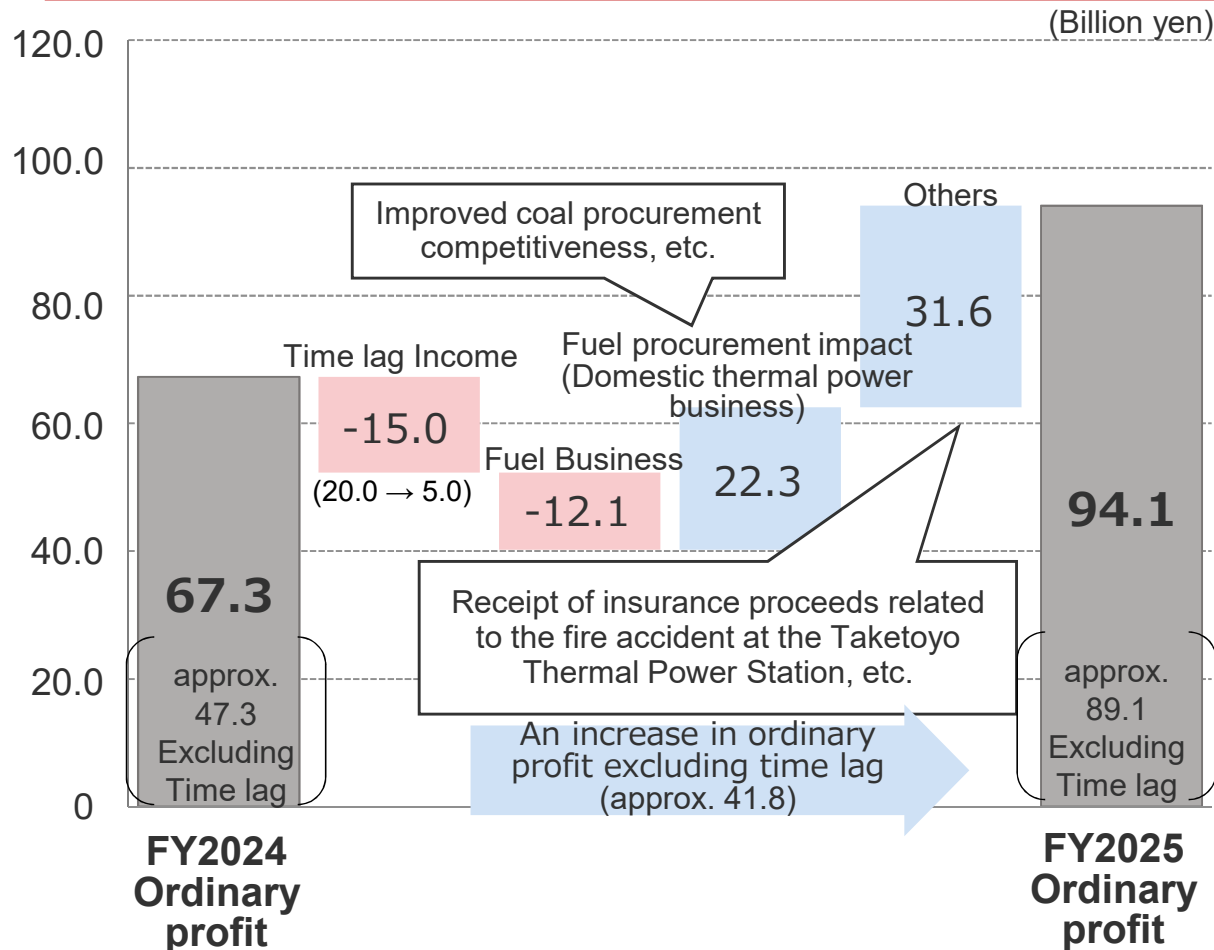 (Billion yen)
120.0
100.0
80.0
60.0
40.0
20.0
0
67.3
approx.
47.3
Excluding
Time lag
FY2024
Ordinary
profit
Time lag Income
-15.0
(20.0 → 5.0)
Fuel Business
-12.1
Improved coal procurement
competitiveness, etc.
Fuel procurement impact
(Domestic thermal power
business)
22.3
Others
31.6
Receipt of insurance proceeds related
to the fire accident at the Taketoyo
Thermal Power Station, etc.
An increase in ordinary
profit excluding time lag
(approx. 41.8)
94.1
approx.
89.1
Excluding
Time lag
FY2025
Ordinary
profit